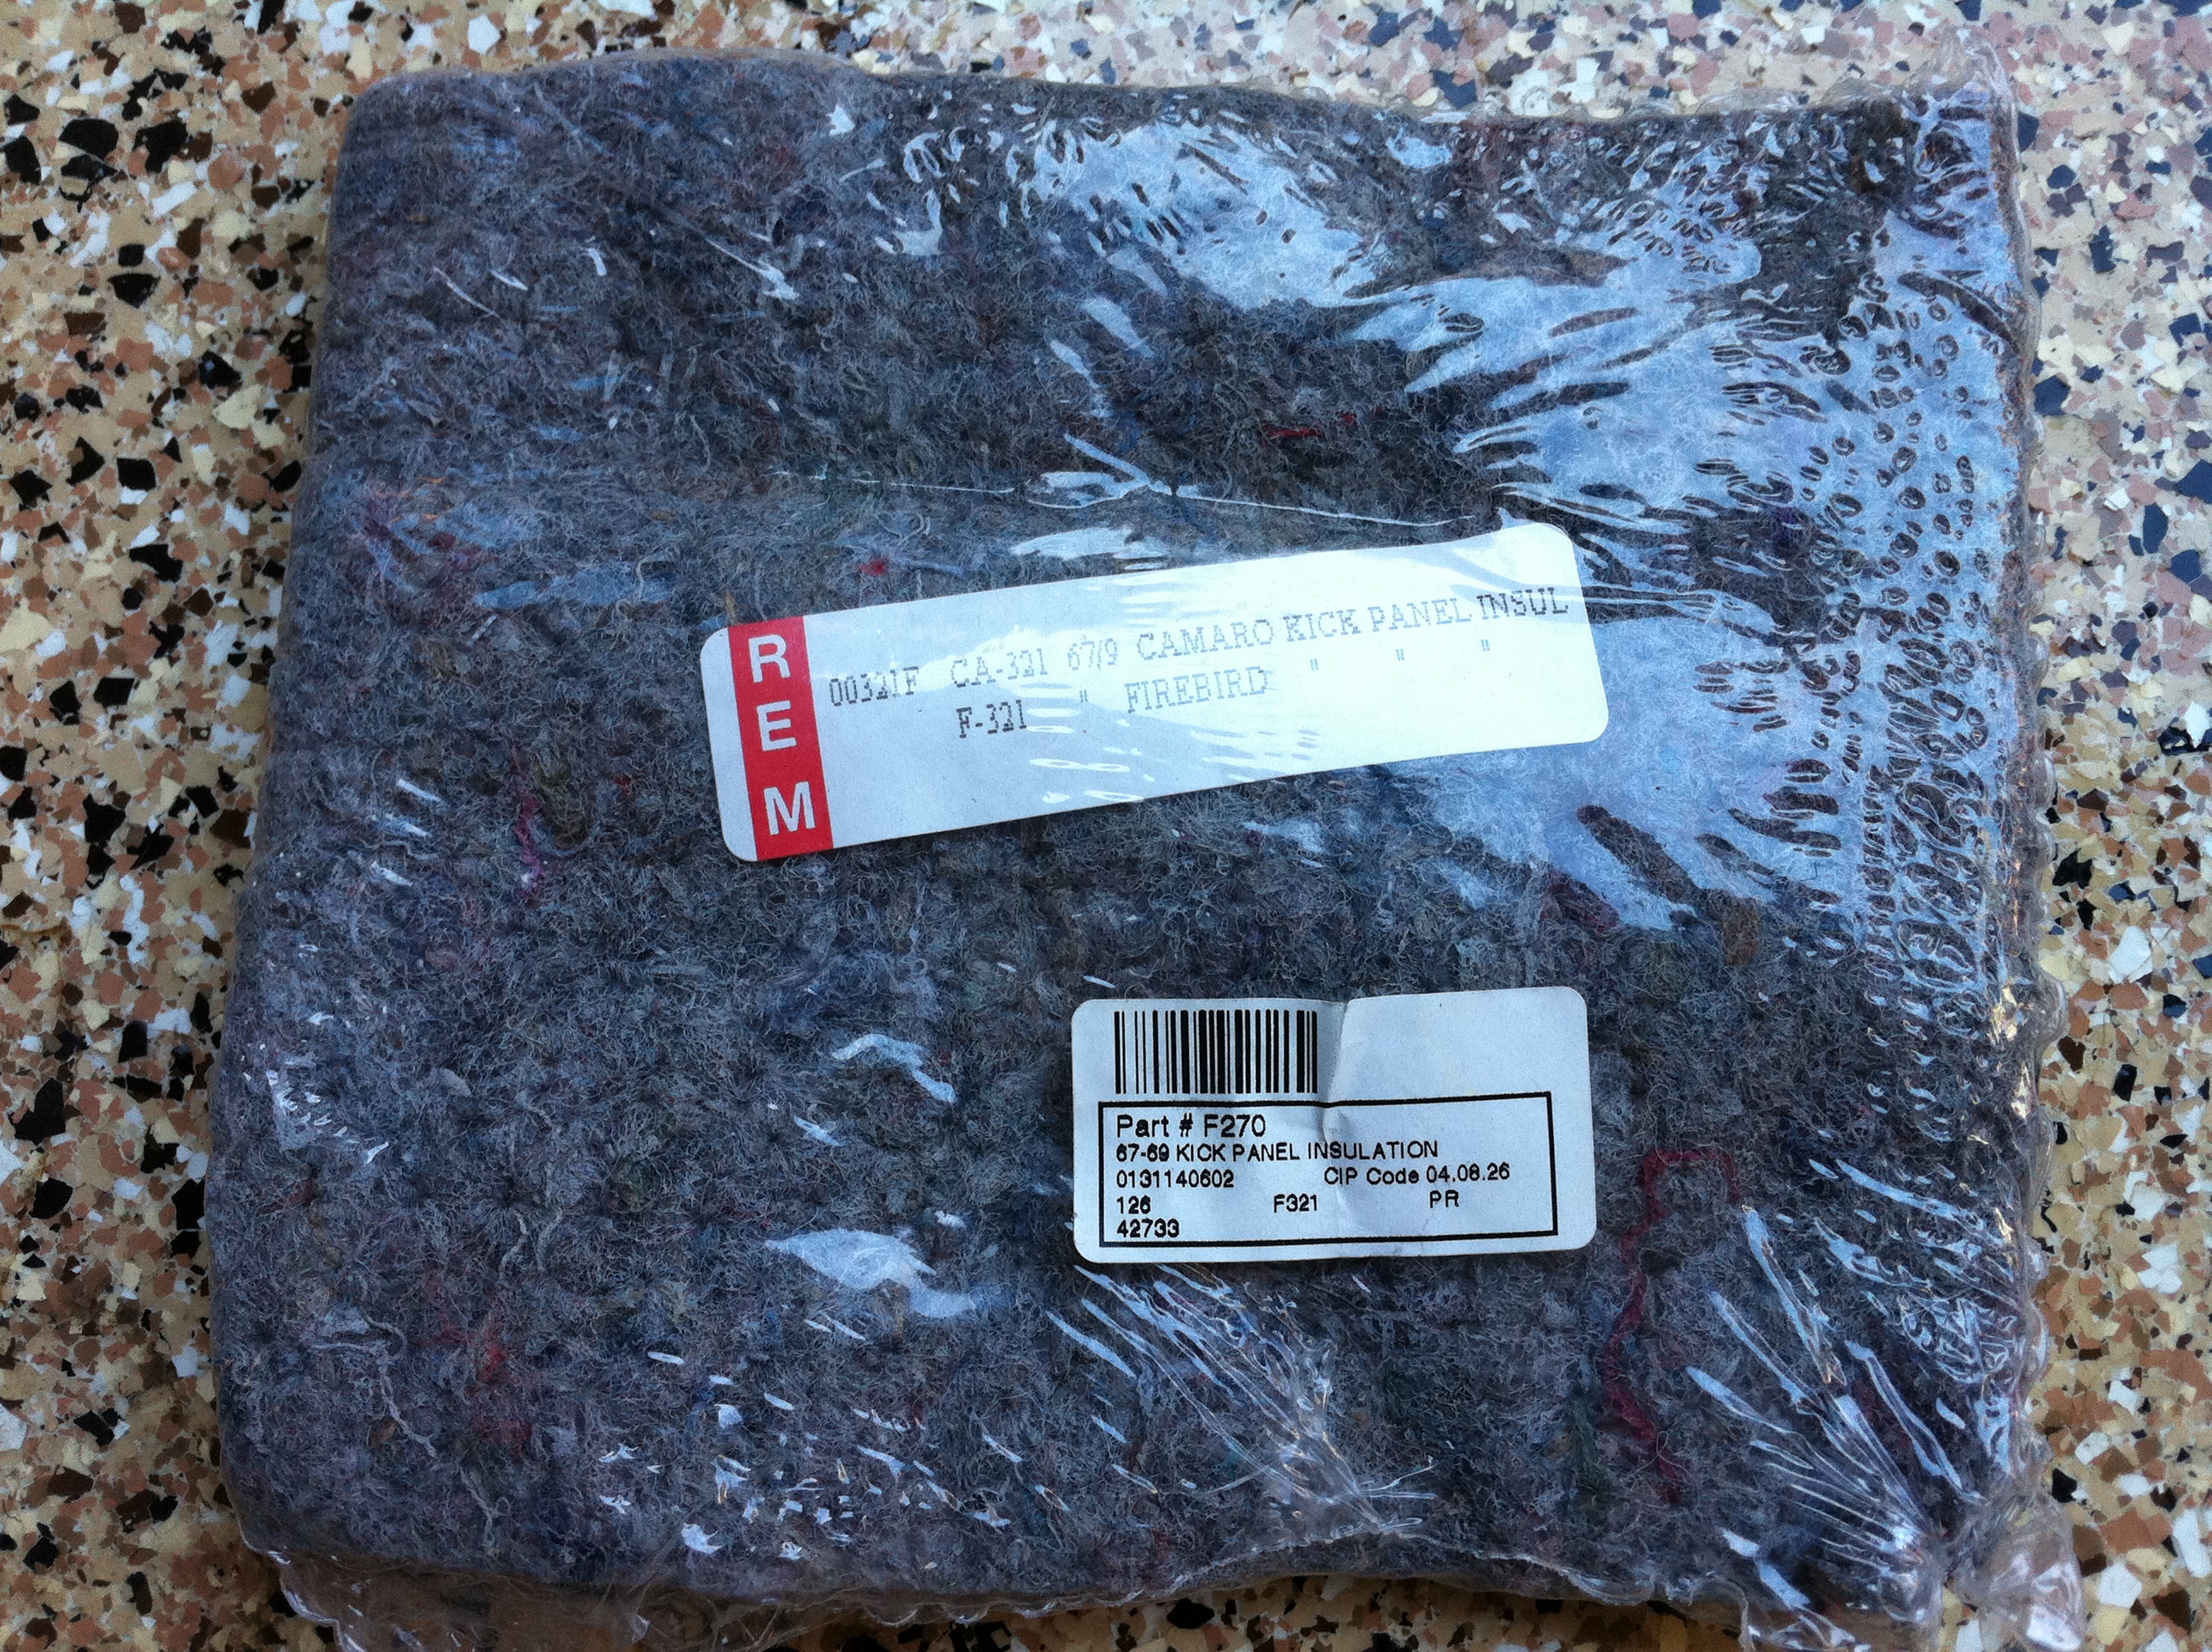 REM
00321F CA-321 67/9 CAMARO KICK PANEL INSUL
F-321 " FIREBIRD " " "
Part # F270
67-69 KICK PANEL INSULATION
0131140602 CIP Code 04.08.26
126 F321 PR
42733